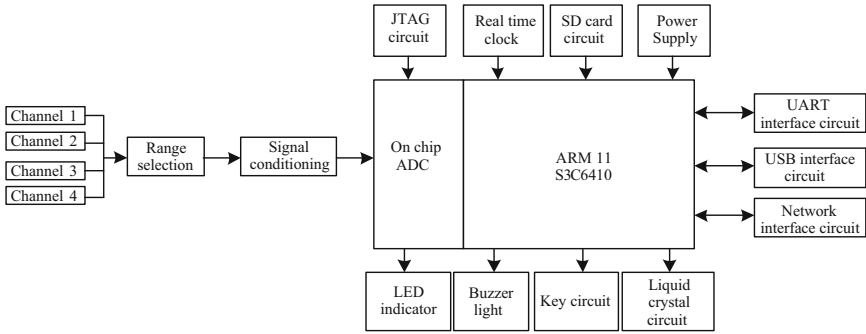 JTAG
circuit
Real time
clock
SD card
circuit
Power
Supply
Channel 1
Channel 2
Channel 3
Channel 4
Range
selection
Signal
conditioning
On chip
ADC
ARM 11
S3C6410
UART
interface circuit
USB interface
circuit
Network
interface circuit
LED
indicator
Buzzer
light
Key circuit
Liquid
crystal
circuit